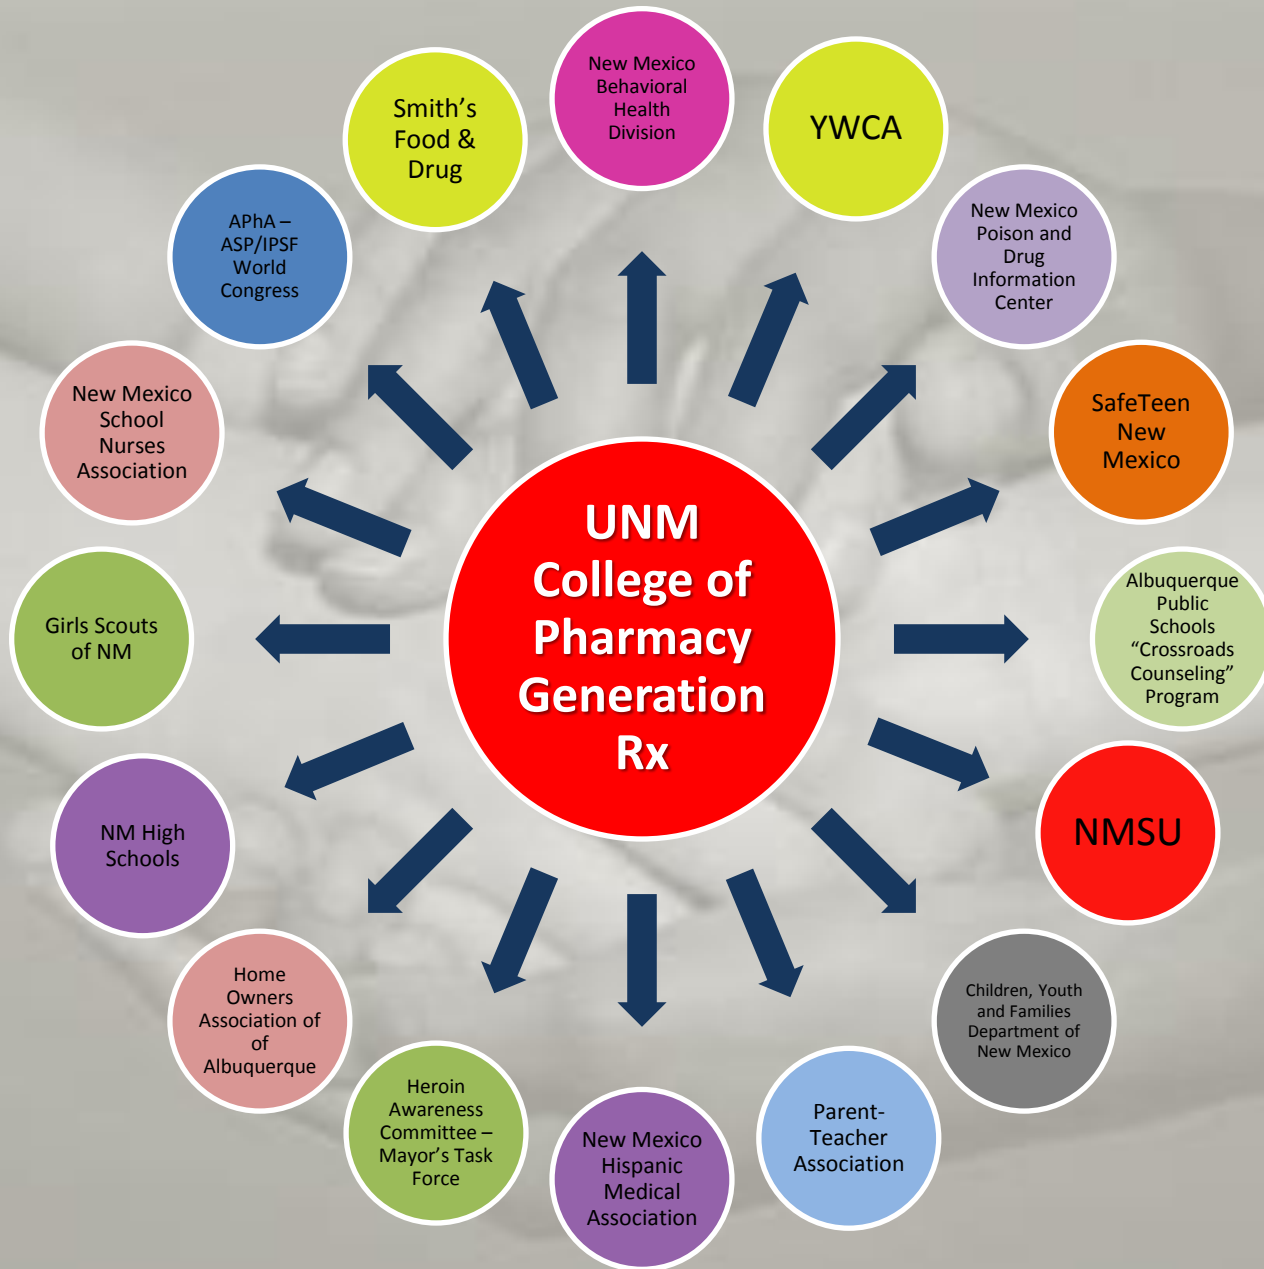 New Mexico
Behavioral
Health
Division
YWCA
New Mexico
Poison and
Drug
Information
Center
SafeTeen
New
Mexico
Albuquerque
Public
Schools
“Crossroads
Counseling”
Program
NMSU
Children, Youth
and Families
Department of
New Mexico
Parent-
Teacher
Association
New Mexico
Hispanic
Medical
Association
Heroin
Awareness
Committee –
Mayor’s Task
Force
Home
Owners
Association of
of
Albuquerque
NM High
Schools
Girls Scouts
of NM
New Mexico
School
Nurses
Association
APhA –
ASP/IPSF
World
Congress
Smith’s
Food &
Drug
UNM
College of
Pharmacy
Generation
Rx